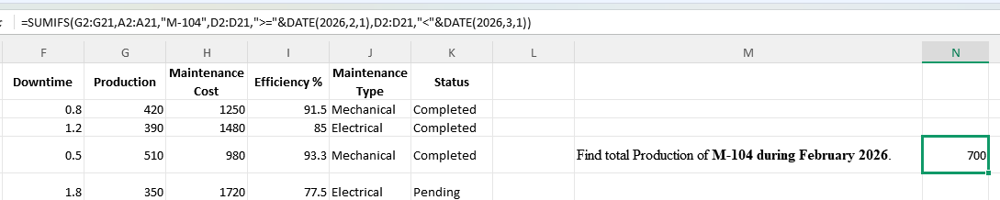 =SUMIFS(G2:G21,A2:A21,"M-104",D2:D21,">="&DATE(2026,2,1),D2:D21,"<"&DATE(2026,3,1))
F G H I J K L M N
Downtime Production Maintenance Cost Efficiency % Maintenance Type Status
0.8 420 1250 91.5 Mechanical Completed
1.2 390 1480 85 Electrical Completed
0.5 510 980 93.3 Mechanical Completed Find total Production of M-104 during February 2026. 700
1.8 350 1720 77.5 Electrical Pending